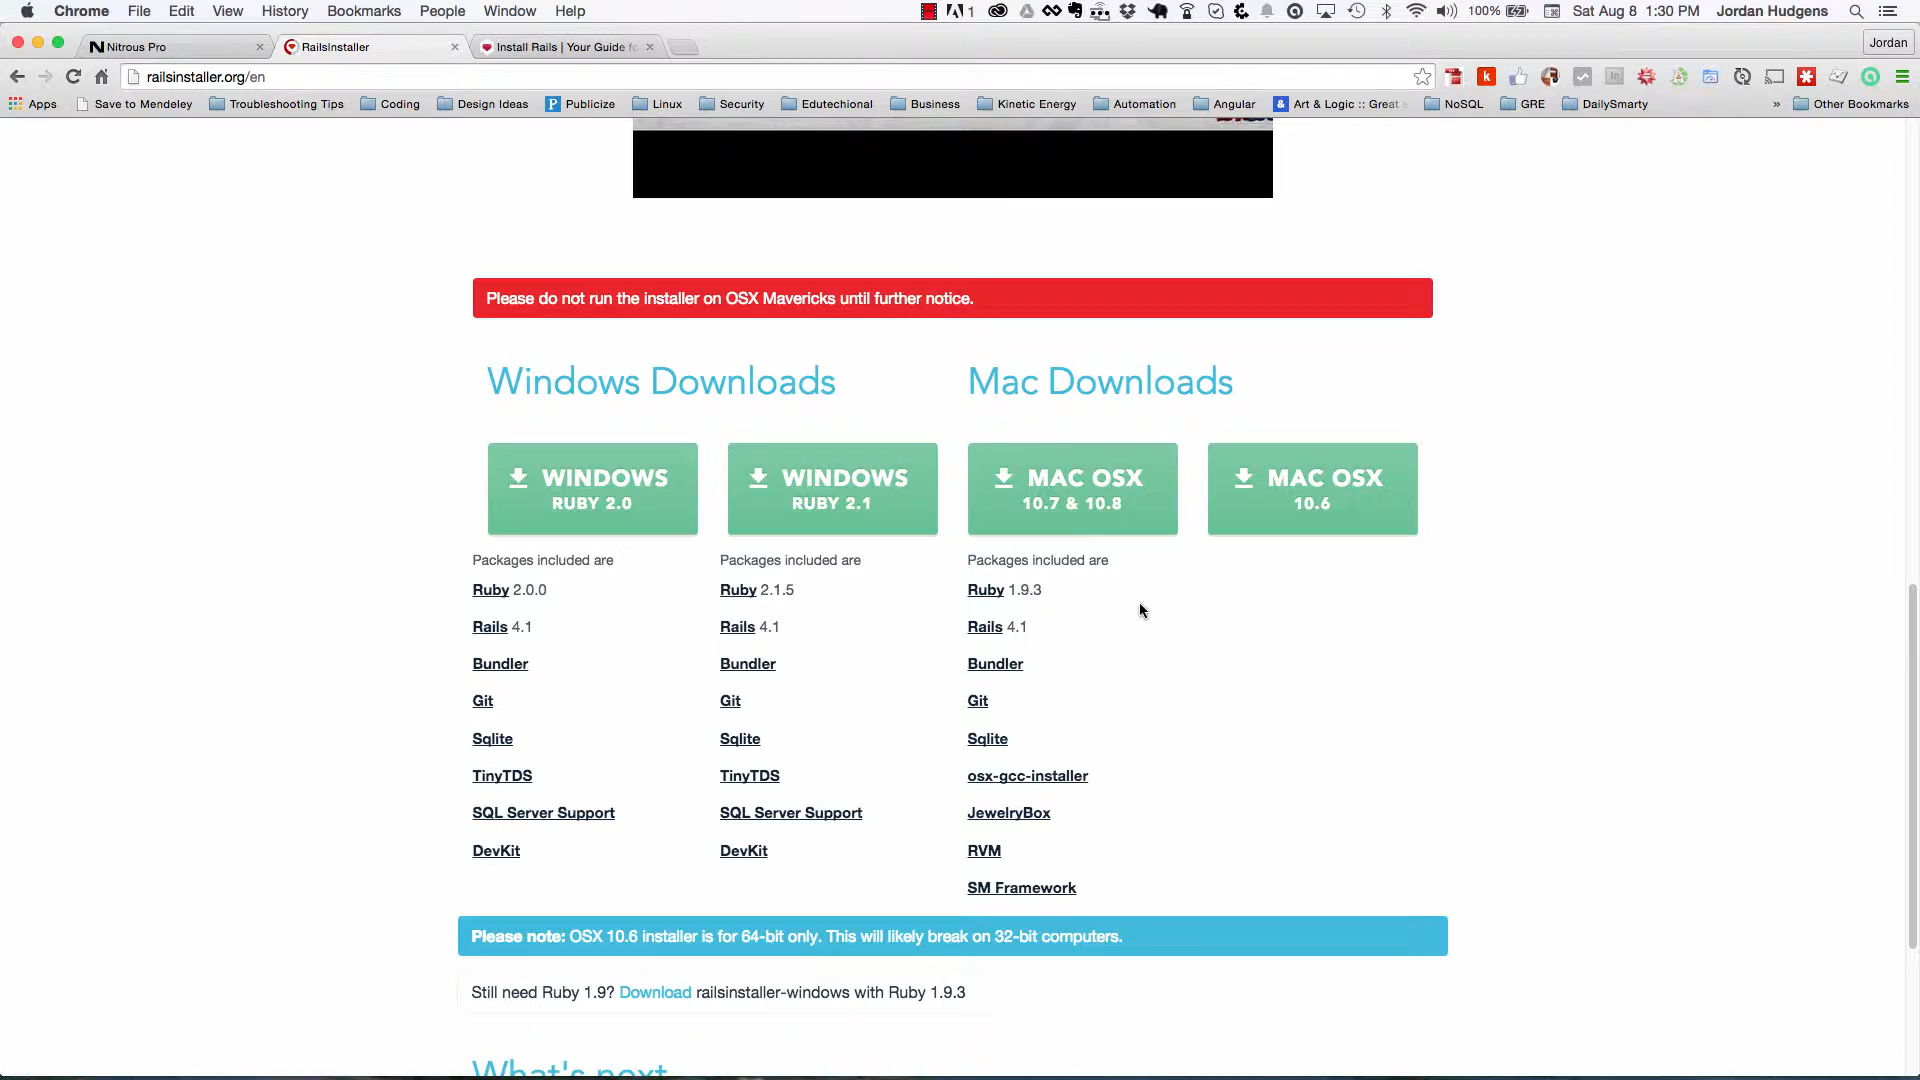 Chrome File Edit View History Bookmarks People Window Help 1 100% Sat Aug 8 1:30 PM Jordan Hudgens
Nitrous Pro RailsInstaller Install Rails | Your Guide fo Jordan
railsinstaller.org/en
Apps Save to Mendeley Troubleshooting Tips Coding Design Ideas Publicize Linux Security Edutechional Business Kinetic Energy Automation Angular Art & Logic :: Great NoSQL GRE DailySmarty » Other Bookmarks
Please do not run the installer on OSX Mavericks until further notice.
Windows Downloads Mac Downloads
WINDOWS WINDOWS MAC OSX MAC OSX
RUBY 2.0 RUBY 2.1 10.7 & 10.8 10.6
Packages included are Packages included are Packages included are
Ruby 2.0.0 Ruby 2.1.5 Ruby 1.9.3
Rails 4.1 Rails 4.1 Rails 4.1
Bundler Bundler Bundler
Git Git Git
Sqlite Sqlite Sqlite
TinyTDS TinyTDS osx-gcc-installer
SQL Server Support SQL Server Support JewelryBox
DevKit DevKit RVM
SM Framework
Please note: OSX 10.6 installer is for 64-bit only. This will likely break on 32-bit computers.
Still need Ruby 1.9? Download railsinstaller-windows with Ruby 1.9.3
What's next